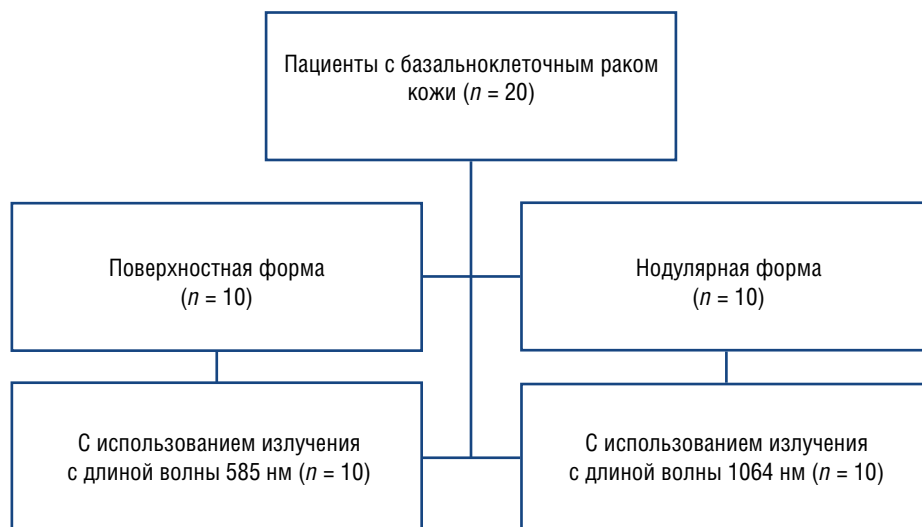 Пациенты с базальноклеточным раком
кожи (n = 20)
Поверхностная форма
(n = 10)
Нодулярная форма
(n = 10)
С использованием излучения
с длиной волны 585 нм (n = 10)
С использованием излучения
с длиной волны 1064 нм (n = 10)